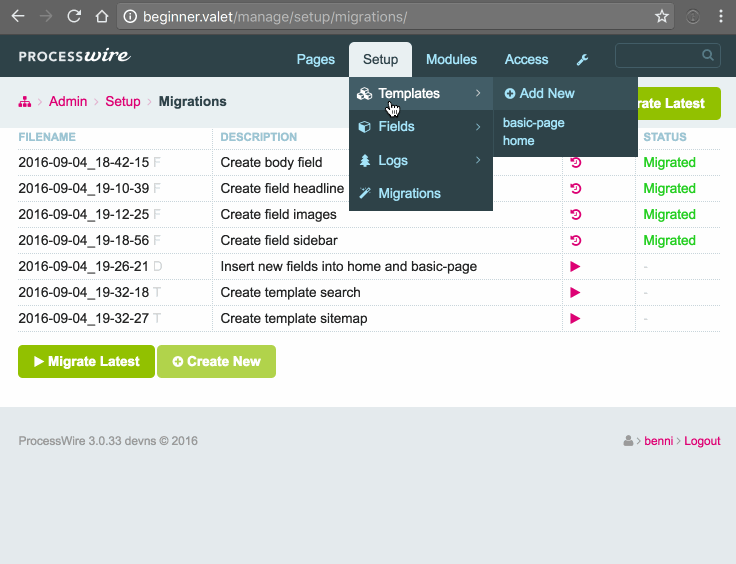 beginner.valet/manage/setup/migrations/
PROCESSWIRE
Pages Setup Modules Access
Admin Setup Migrations
Templates
Fields
Logs
Migrations
Add New
basic-page
home
rate Latest
FILENAME DESCRIPTION STATUS
2016-09-04_18-42-15 F Create body field Migrated
2016-09-04_19-10-39 F Create field headline Migrated
2016-09-04_19-12-25 F Create field images Migrated
2016-09-04_19-18-56 F Create field sidebar Migrated
2016-09-04_19-26-21 D Insert new fields into home and basic-page -
2016-09-04_19-32-18 T Create template search -
2016-09-04_19-32-27 T Create template sitemap -
Migrate Latest Create New
ProcessWire 3.0.33 devns © 2016 benni Logout